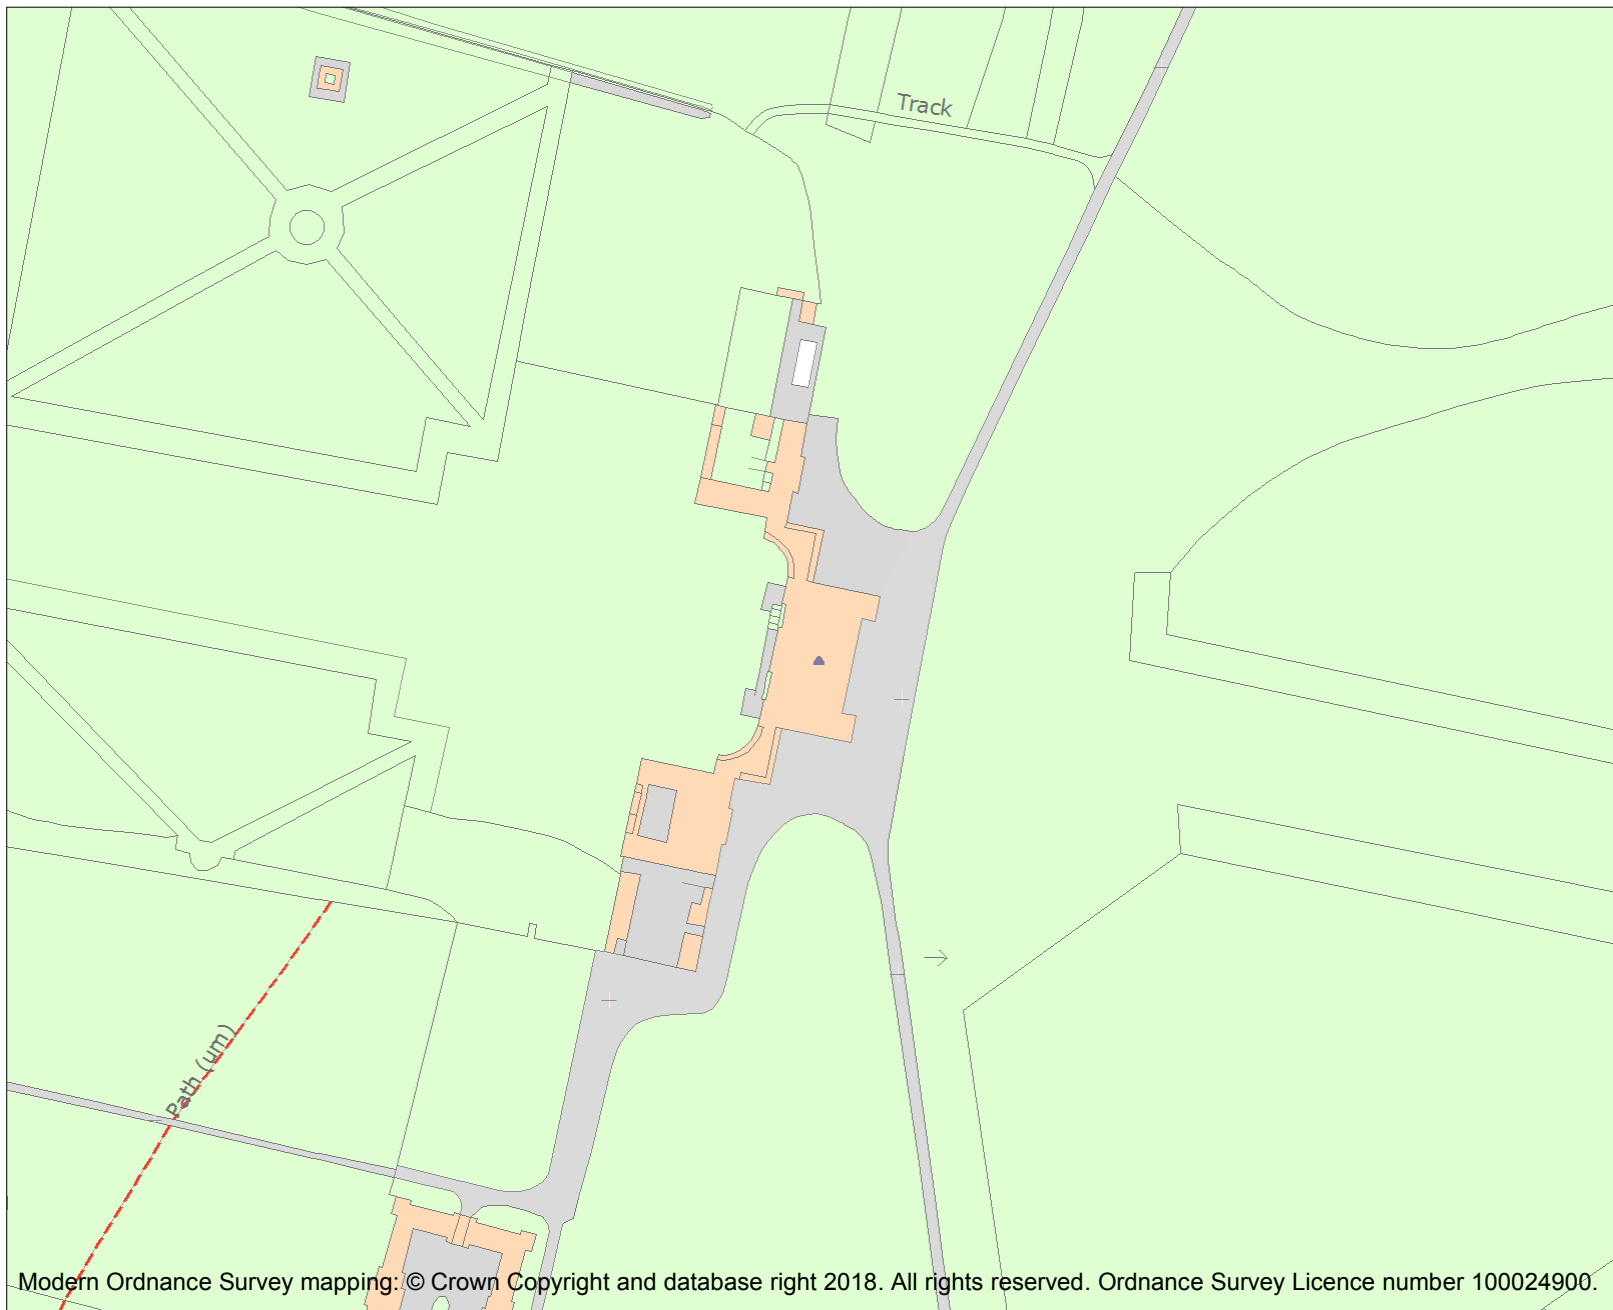 Track
Path (um)
Modern Ordnance Survey mapping: © Crown Copyright and database right 2018. All rights reserved. Ordnance Survey Licence number 100024900.